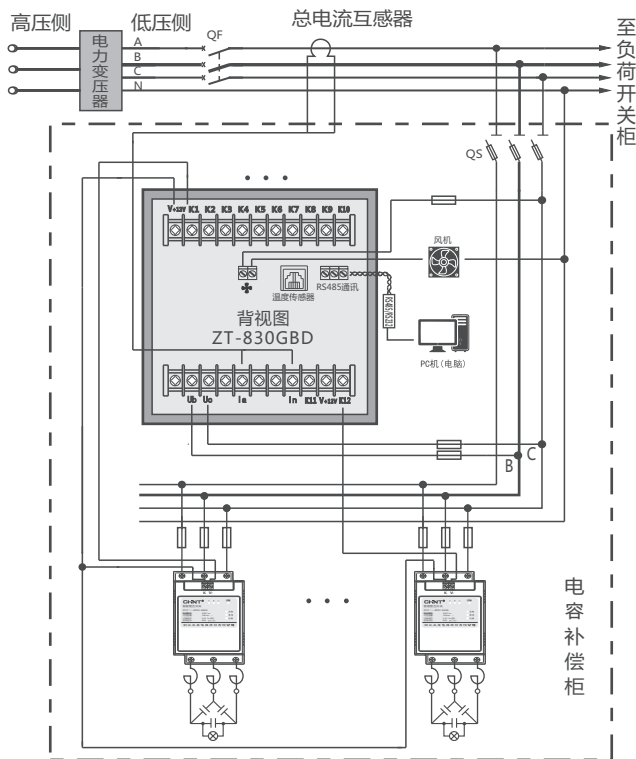 高压侧
低压侧
总电流互感器
电力变压器
A
B
C
N
QF
至负荷开关柜
QS
• • •
V+12V K1 K2 K3 K4 K5 K6 K7 K8 K9 K10
风机
温度传感器
RS485通讯
RS485/RS232
背视图
ZT-830GBD
PC机(电脑)
Ub Uc Ia In K11 V+12V K12
B
C
CHNT
CHNT
• • •
电容补偿柜